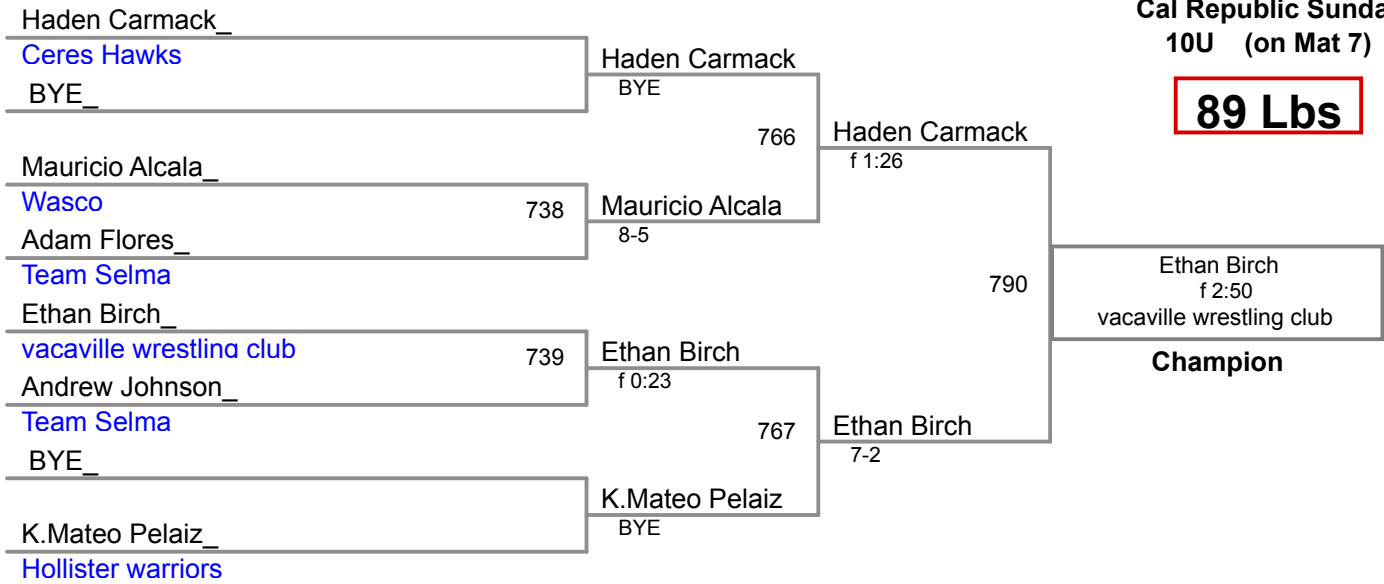 Cal Republic Sunda
10U (on Mat 7)
89 Lbs
Haden Carmack_
Ceres Hawks
BYE_
Mauricio Alcala_
Wasco
738
Adam Flores_
Team Selma
Ethan Birch_
vacaville wrestling club
739
Andrew Johnson_
Team Selma
BYE_
K.Mateo Pelaiz_
Hollister warriors
Haden Carmack
BYE
766
Mauricio Alcala
8-5
Ethan Birch
f 0:23
767
K.Mateo Pelaiz
BYE
Haden Carmack
f 1:26
790
Ethan Birch
7-2
Ethan Birch
f 2:50
vacaville wrestling club
Champion